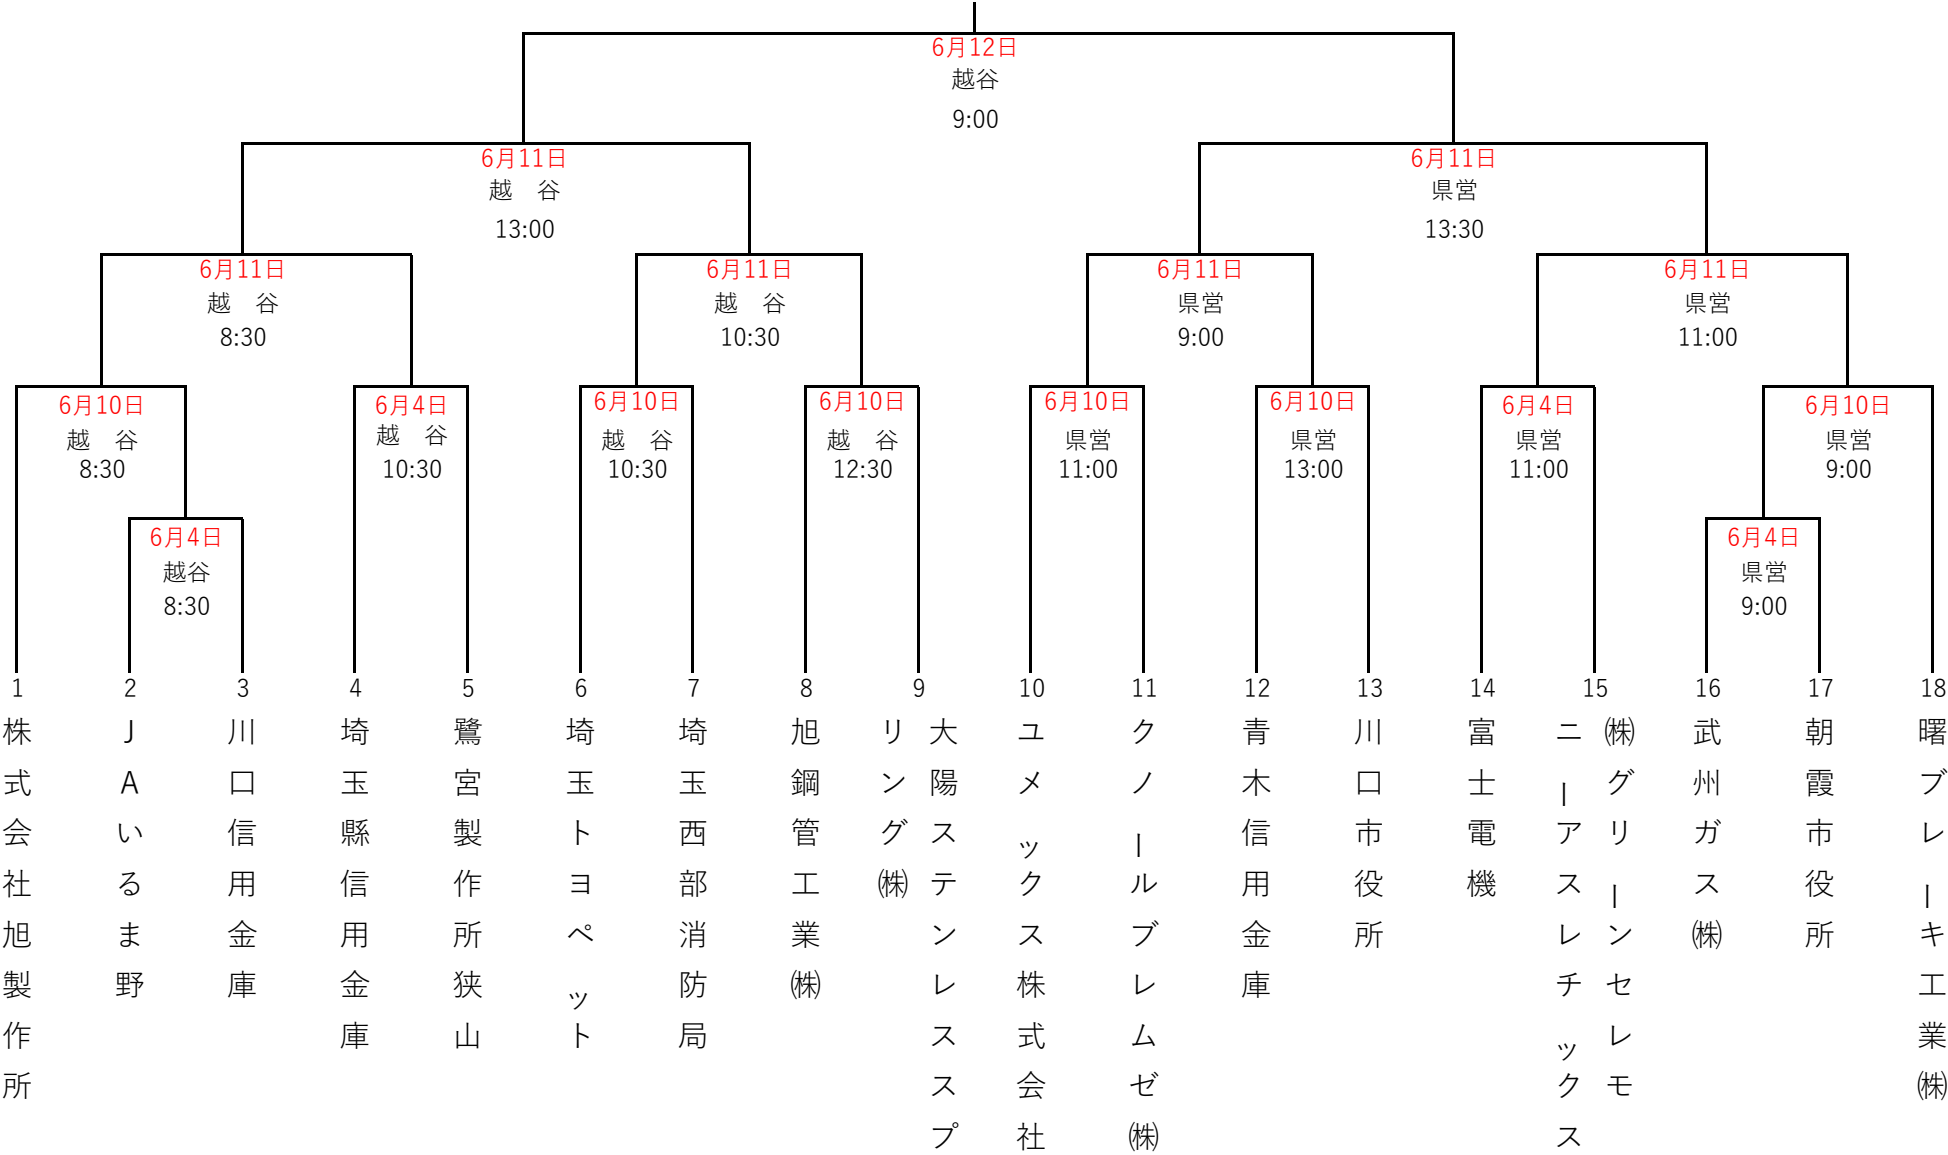 6月12日
越谷
9:00
6月11日
越　谷
13:00
6月11日
県営
13:30
6月11日
越　谷
8:30
6月11日
越　谷
10:30
6月11日
県営
9:00
6月11日
県営
11:00
6月10日
越　谷
8:30
6月4日
越　谷
10:30
6月10日
越　谷
10:30
6月10日
越　谷
12:30
6月10日
県営
11:00
6月10日
県営
13:00
6月4日
県営
11:00
6月10日
県営
9:00
6月4日
越谷
8:30
6月4日
県営
9:00
1
株式会社旭製作所
2
JAいるま野
3
川口信用金庫
4
埼玉縣信用金庫
5
鷺宮製作所狭山
6
埼玉トヨペット
7
埼玉西部消防局
8
旭鋼管工業㈱
9
大陽ステンレススプ
リング㈱
10
ユメックス株式会社
11
クノールブレムゼ㈱
12
青木信用金庫
13
川口市役所
14
富士電機
15
㈱グリーンセレモ
ニーアスレチックス
16
武州ガス㈱
17
朝霞市役所
18
曙ブレーキ工業㈱